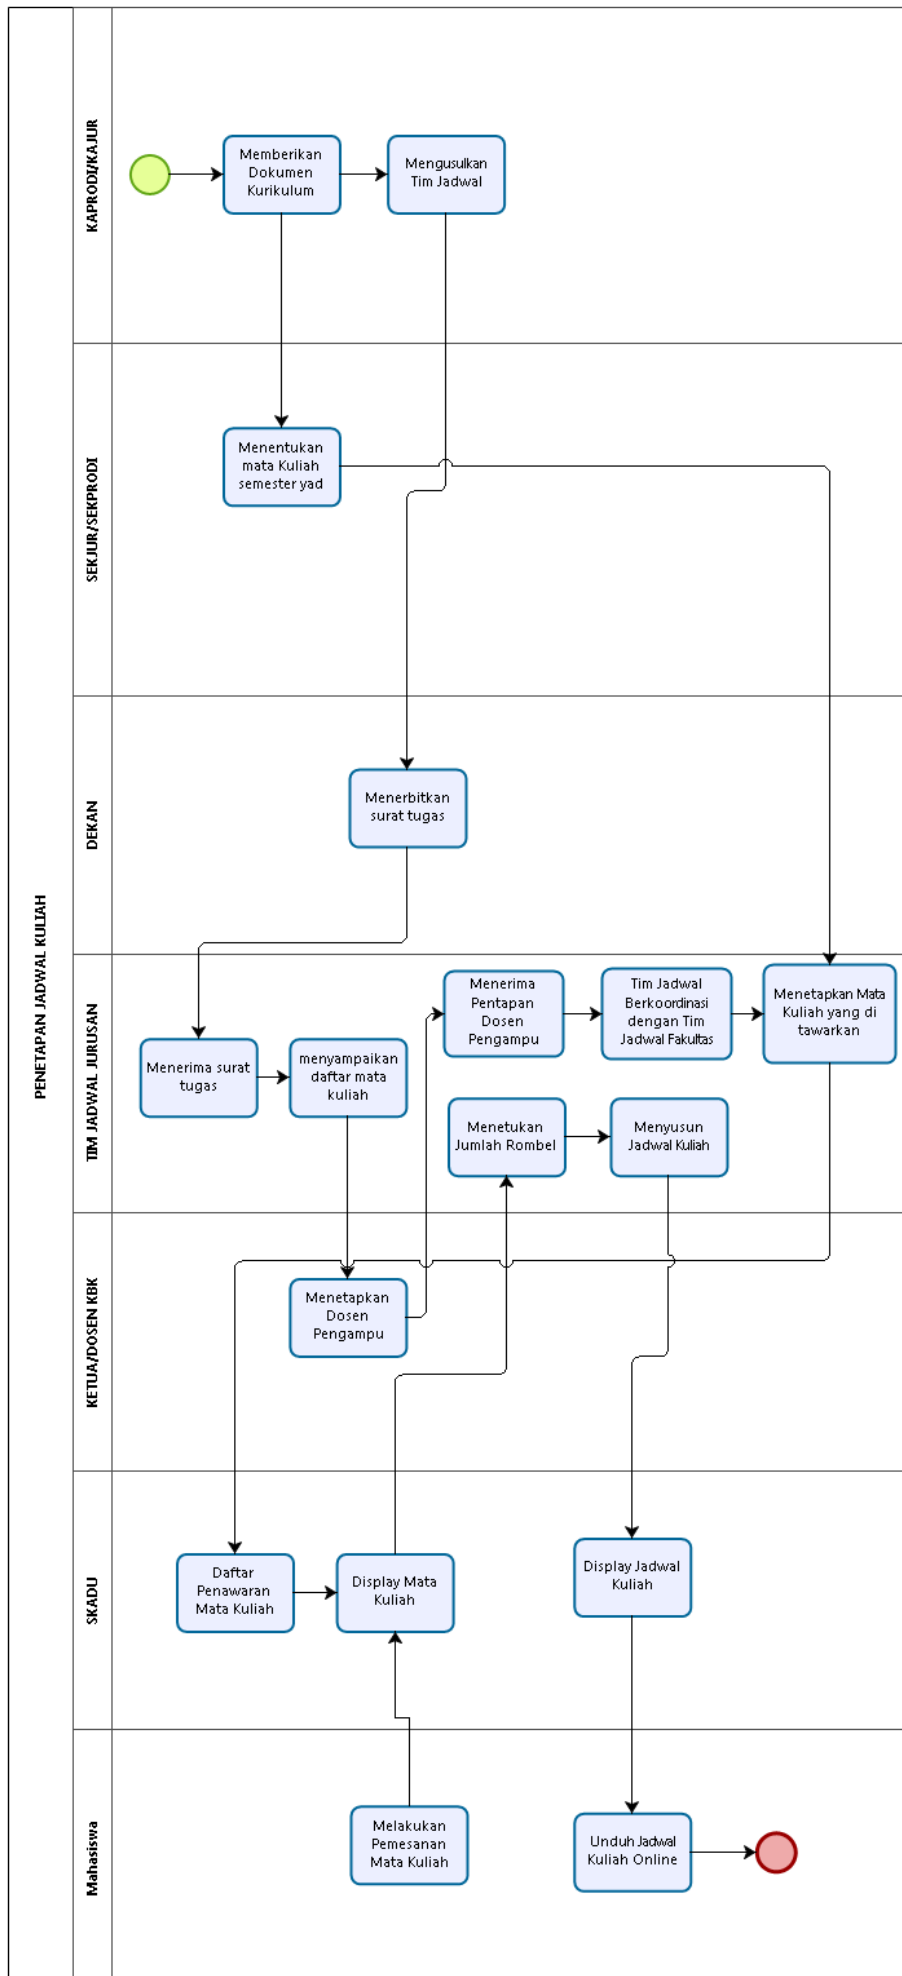 PENETAPAN JADWAL KULIAH
KAPRODI/KAJUR
Memberikan
Dokumen
Kurikulum
Mengusulkan
Tim Jadwal
SEKJUR/SEKPRODI
Menentukan
mata Kuliah
semester yad
DEKAN
Menerbitkan
surat tugas
TIM JADWAL JURUSAN
Menerima surat
tugas
menyampaikan
daftar mata
kuliah
Menerima
Pentapan
Dosen
Pengampu
Tim Jadwal
Berkoordinasi
dengan Tim
Jadwal Fakultas
Menetapkan Mata
Kuliah yang di
tawarkan
Menetukan
Jumlah Rombel
Menyusun
Jadwal Kuliah
KETUA/DOSEN KBK
Menetapkan
Dosen
Pengampu
SKADU
Daftar
Penawaran
Mata Kuliah
Display Mata
Kuliah
Display Jadwal
Kuliah
Mahasiswa
Melakukan
Pemesanan
Mata Kuliah
Unduh Jadwal
Kuliah Online